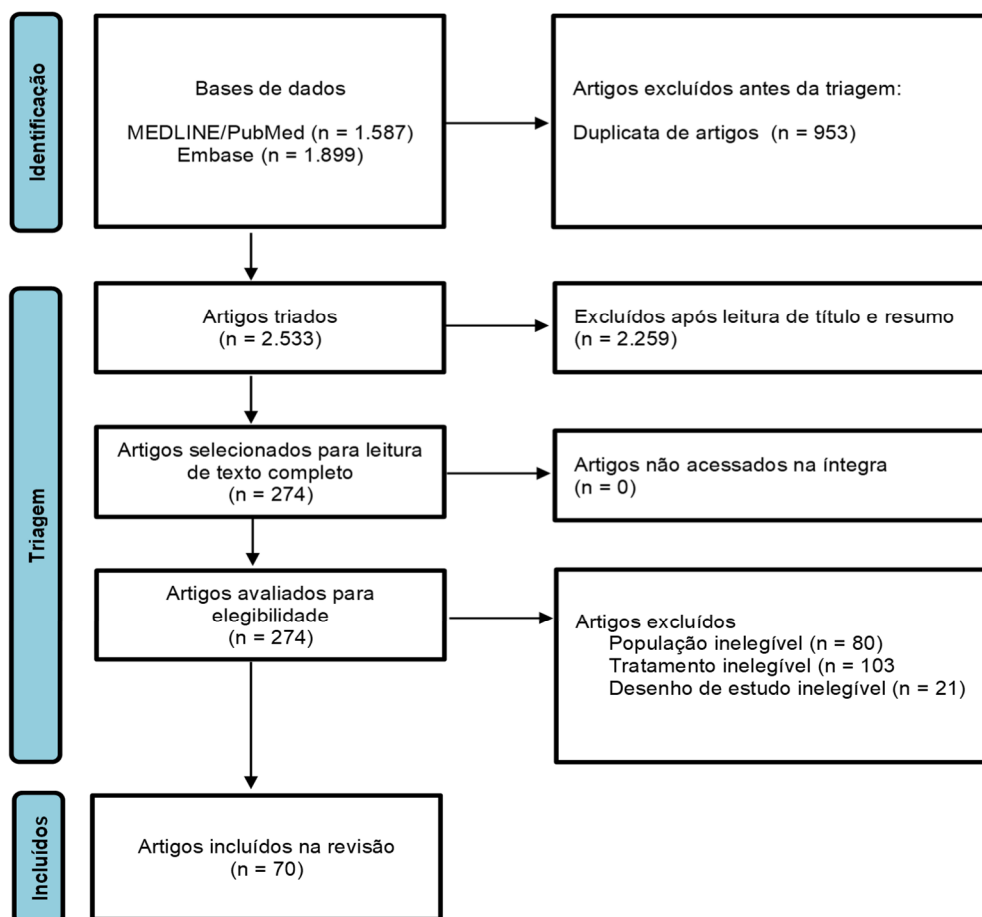 Identificação
Bases de dados
MEDLINE/PubMed (n = 1.587)
Embase (n = 1.899)
Artigos excluídos antes da triagem:
Duplicata de artigos (n = 953)
Triagem
Artigos triados
(n = 2.533)
Excluídos após leitura de título e resumo
(n = 2.259)
Artigos selecionados para leitura
de texto completo
(n = 274)
Artigos não acessados na íntegra
(n = 0)
Artigos avaliados para
elegibilidade
(n = 274)
Artigos excluídos
População inelegível (n = 80)
Tratamento inelegível (n = 103
Desenho de estudo inelegível (n = 21)
Incluídos
Artigos incluídos na revisão
(n = 70)